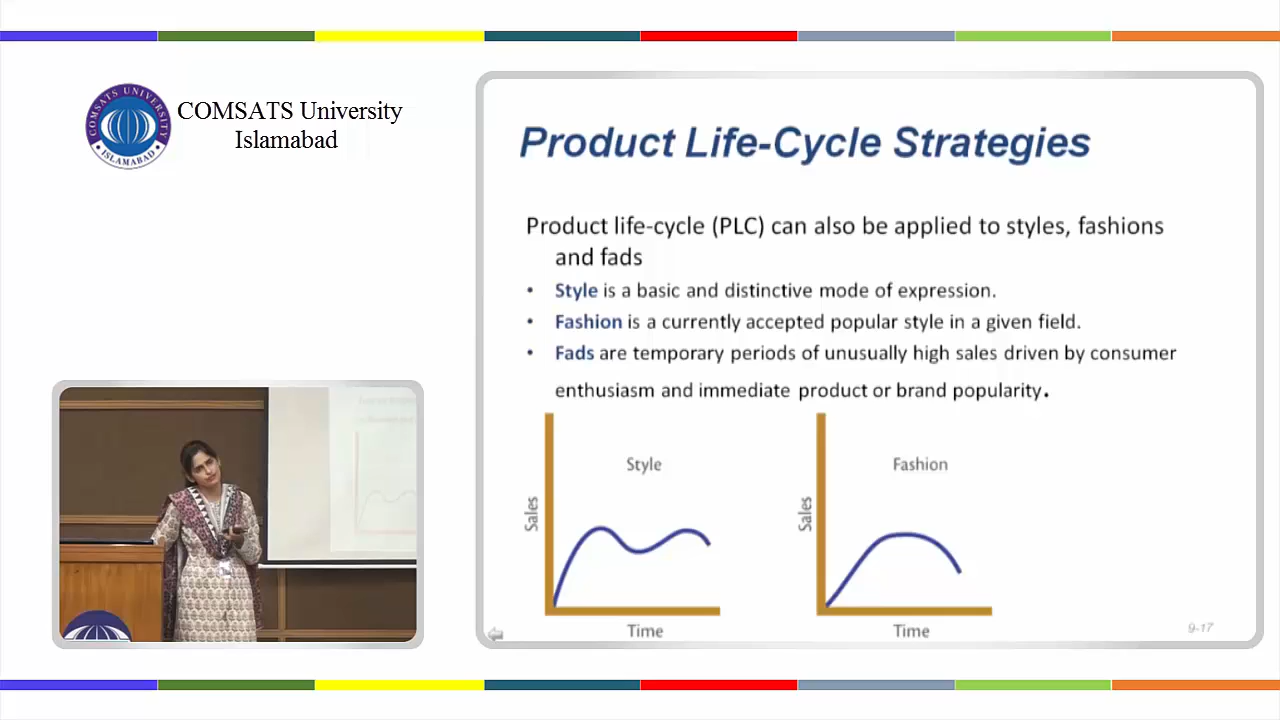 COMSATS UNIVERSITY
ISLAMABAD
COMSATS University
Islamabad
Product Life-Cycle Strategies
Product life-cycle (PLC) can also be applied to styles, fashions
and fads
• Style is a basic and distinctive mode of expression.
• Fashion is a currently accepted popular style in a given field.
• Fads are temporary periods of unusually high sales driven by consumer
enthusiasm and immediate product or brand popularity.
Style
Sales
Time
Fashion
Sales
Time
9-17